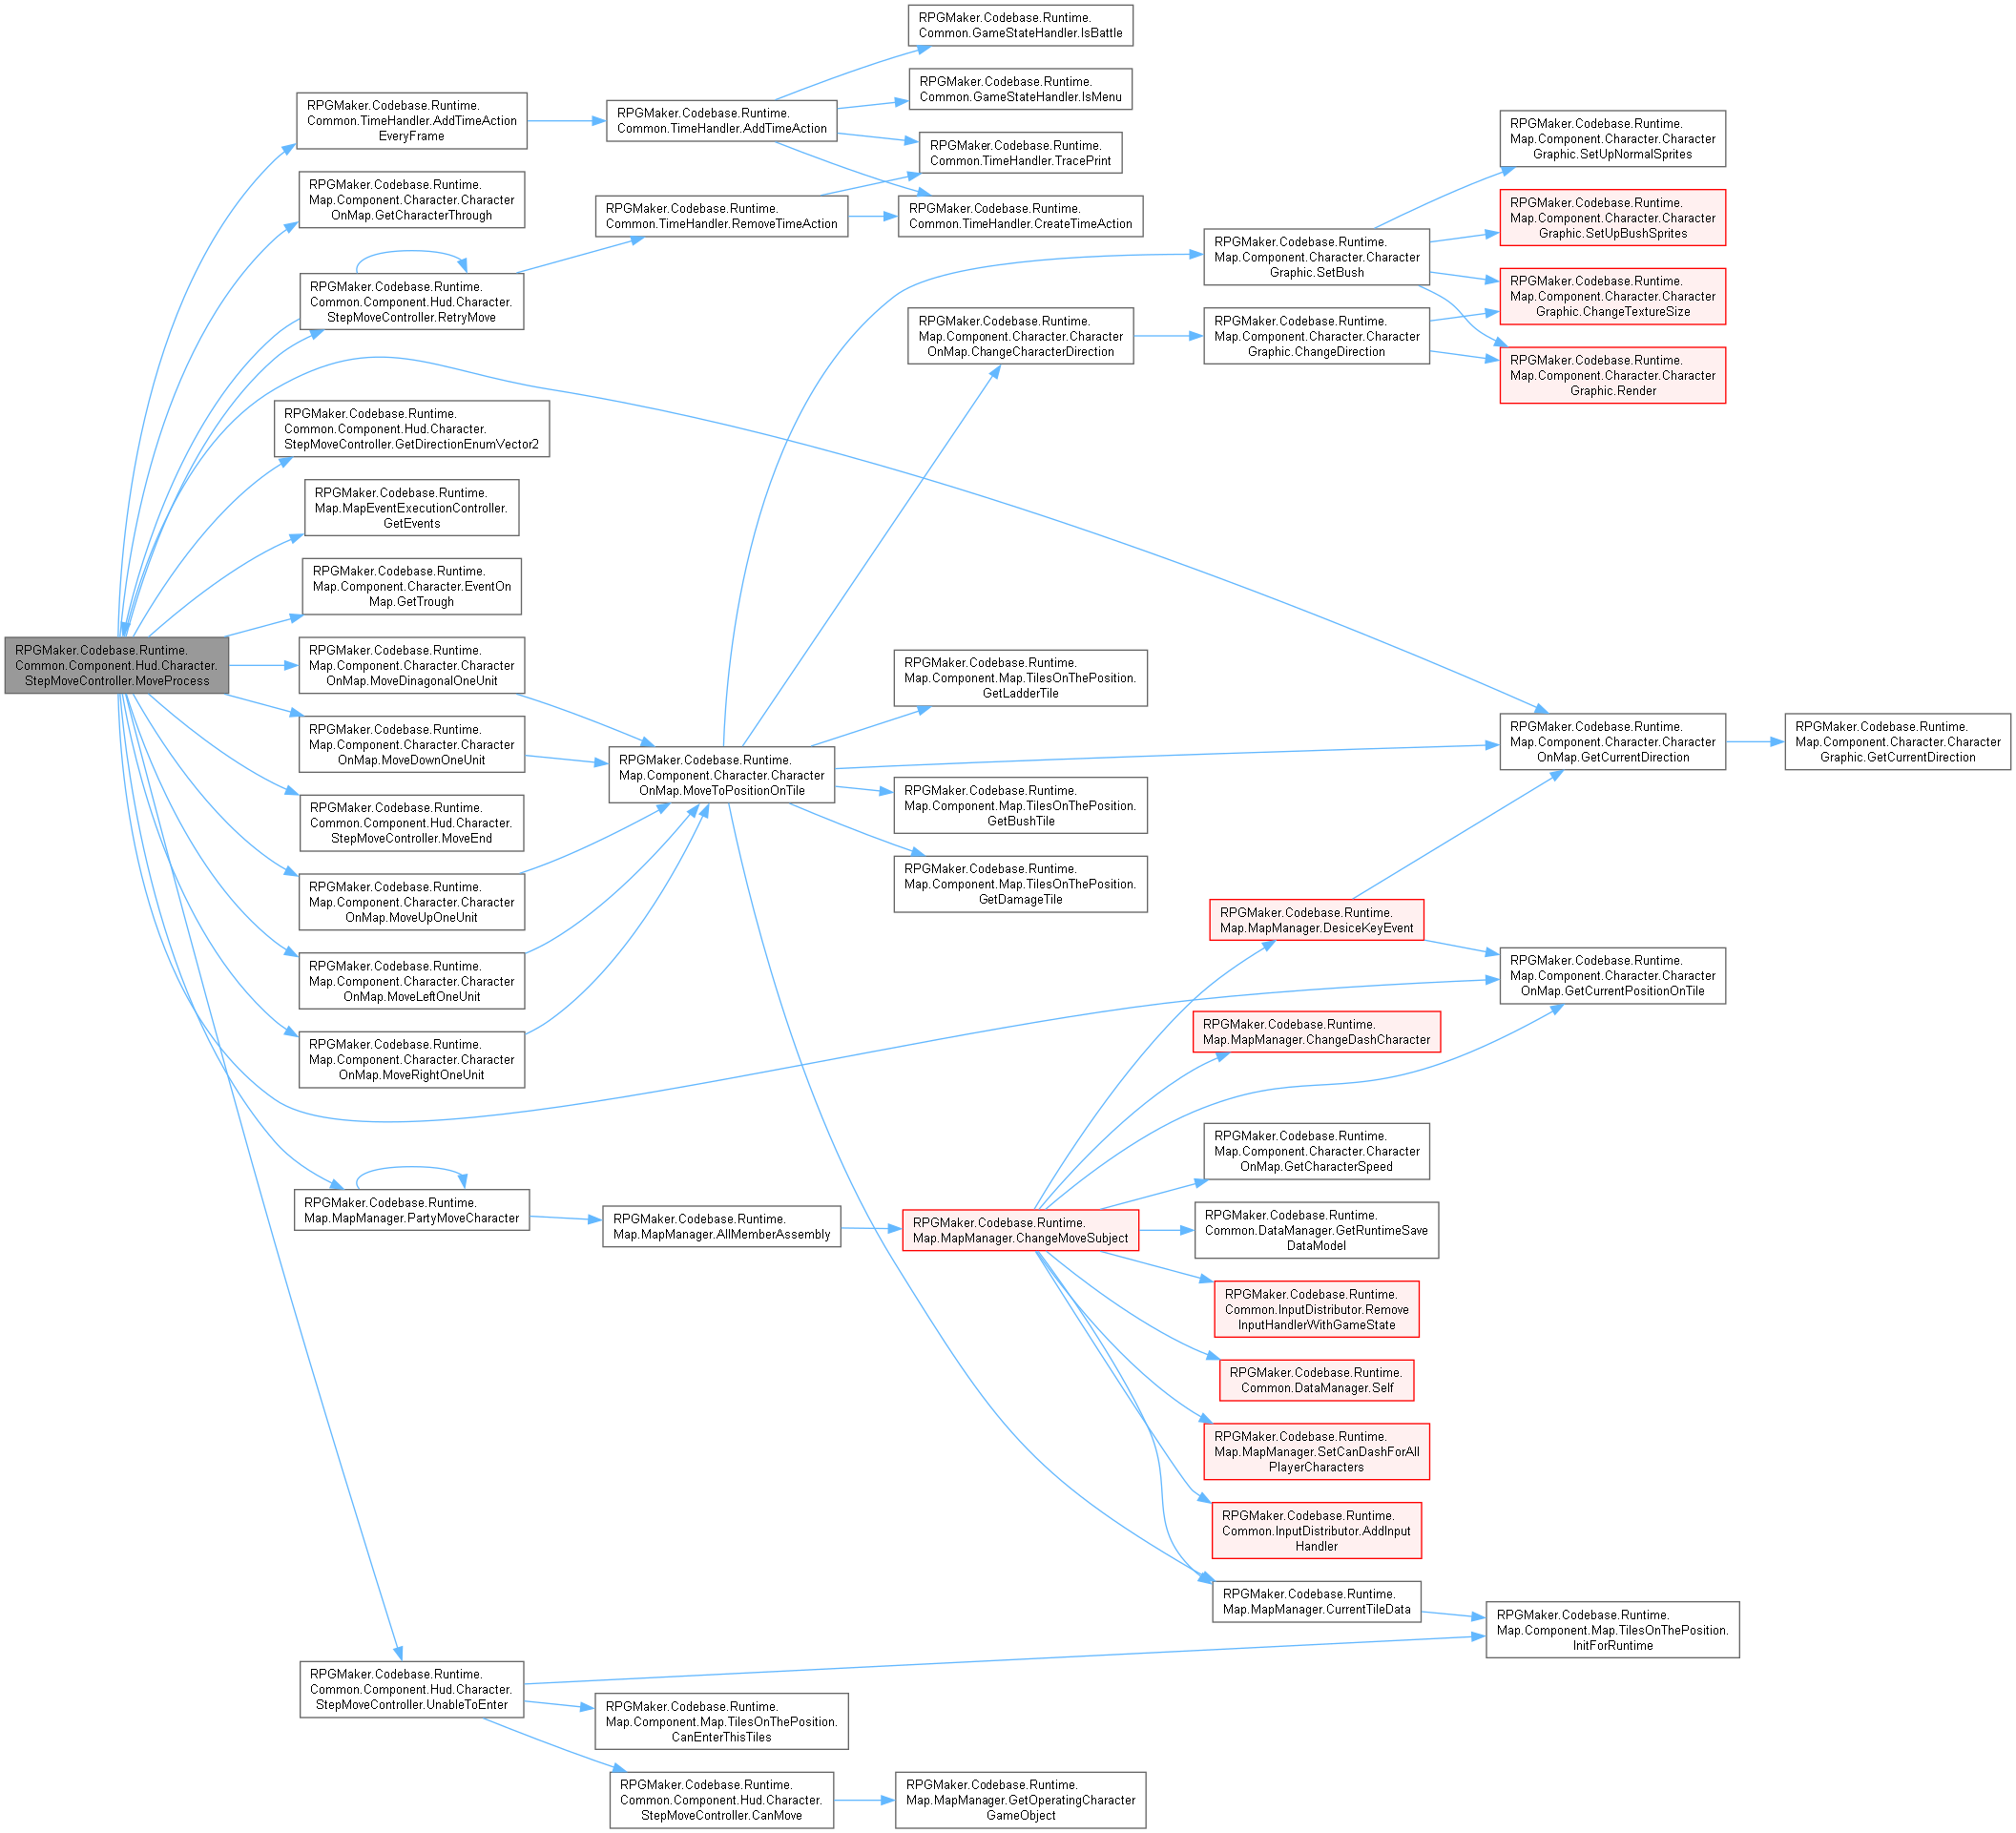 RPGMaker.Codebase.Runtime.
Common.Component.Hud.Character.
StepMoveController.MoveProcess
RPGMaker.Codebase.Runtime.
Common.TimeHandler.AddTimeAction
EveryFrame
RPGMaker.Codebase.Runtime.
Map.Component.Character.Character
OnMap.GetCharacterThrough
RPGMaker.Codebase.Runtime.
Common.Component.Hud.Character.
StepMoveController.RetryMove
RPGMaker.Codebase.Runtime.
Common.Component.Hud.Character.
StepMoveController.GetDirectionEnumVector2
RPGMaker.Codebase.Runtime.
Map.MapEventExecutionController.
GetEvents
RPGMaker.Codebase.Runtime.
Map.Component.Character.EventOn
Map.GetTrough
RPGMaker.Codebase.Runtime.
Map.Component.Character.Character
OnMap.MoveDinagonalOneUnit
RPGMaker.Codebase.Runtime.
Map.Component.Character.Character
OnMap.MoveDownOneUnit
RPGMaker.Codebase.Runtime.
Common.Component.Hud.Character.
StepMoveController.MoveEnd
RPGMaker.Codebase.Runtime.
Map.Component.Character.Character
OnMap.MoveUpOneUnit
RPGMaker.Codebase.Runtime.
Map.Component.Character.Character
OnMap.MoveLeftOneUnit
RPGMaker.Codebase.Runtime.
Map.Component.Character.Character
OnMap.MoveRightOneUnit
RPGMaker.Codebase.Runtime.
Map.MapManager.PartyMoveCharacter
RPGMaker.Codebase.Runtime.
Common.Component.Hud.Character.
StepMoveController.UnableToEnter
RPGMaker.Codebase.Runtime.
Common.TimeHandler.AddTimeAction
RPGMaker.Codebase.Runtime.
Common.TimeHandler.RemoveTimeAction
RPGMaker.Codebase.Runtime.
Map.Component.Character.Character
OnMap.MoveToPositionOnTile
RPGMaker.Codebase.Runtime.
Map.MapManager.AllMemberAssembly
RPGMaker.Codebase.Runtime.
Map.Component.Map.TilesOnThePosition.
CanEnterThisTiles
RPGMaker.Codebase.Runtime.
Common.Component.Hud.Character.
StepMoveController.CanMove
RPGMaker.Codebase.Runtime.
Common.GameStateHandler.IsBattle
RPGMaker.Codebase.Runtime.
Common.GameStateHandler.IsMenu
RPGMaker.Codebase.Runtime.
Common.TimeHandler.TracePrint
RPGMaker.Codebase.Runtime.
Common.TimeHandler.CreateTimeAction
RPGMaker.Codebase.Runtime.
Map.Component.Character.Character
OnMap.ChangeCharacterDirection
RPGMaker.Codebase.Runtime.
Map.Component.Map.TilesOnThePosition.
GetLadderTile
RPGMaker.Codebase.Runtime.
Map.Component.Map.TilesOnThePosition.
GetBushTile
RPGMaker.Codebase.Runtime.
Map.Component.Map.TilesOnThePosition.
GetDamageTile
RPGMaker.Codebase.Runtime.
Map.MapManager.ChangeMoveSubject
RPGMaker.Codebase.Runtime.
Map.MapManager.GetOperatingCharacter
GameObject
RPGMaker.Codebase.Runtime.
Map.Component.Character.Character
Graphic.SetBush
RPGMaker.Codebase.Runtime.
Map.Component.Character.Character
Graphic.ChangeDirection
RPGMaker.Codebase.Runtime.
Map.MapManager.DesiceKeyEvent
RPGMaker.Codebase.Runtime.
Map.MapManager.ChangeDashCharacter
RPGMaker.Codebase.Runtime.
Map.Component.Character.Character
OnMap.GetCharacterSpeed
RPGMaker.Codebase.Runtime.
Common.DataManager.GetRuntimeSave
DataModel
RPGMaker.Codebase.Runtime.
Common.InputDistributor.Remove
InputHandlerWithGameState
RPGMaker.Codebase.Runtime.
Common.DataManager.Self
RPGMaker.Codebase.Runtime.
Map.MapManager.SetCanDashForAll
PlayerCharacters
RPGMaker.Codebase.Runtime.
Common.InputDistributor.AddInput
Handler
RPGMaker.Codebase.Runtime.
Map.MapManager.CurrentTileData
RPGMaker.Codebase.Runtime.
Map.Component.Character.Character
Graphic.SetUpNormalSprites
RPGMaker.Codebase.Runtime.
Map.Component.Character.Character
Graphic.SetUpBushSprites
RPGMaker.Codebase.Runtime.
Map.Component.Character.Character
Graphic.ChangeTextureSize
RPGMaker.Codebase.Runtime.
Map.Component.Character.Character
Graphic.Render
RPGMaker.Codebase.Runtime.
Map.Component.Character.Character
OnMap.GetCurrentDirection
RPGMaker.Codebase.Runtime.
Map.Component.Character.Character
OnMap.GetCurrentPositionOnTile
RPGMaker.Codebase.Runtime.
Map.Component.Map.TilesOnThePosition.
InitForRuntime
RPGMaker.Codebase.Runtime.
Map.Component.Character.Character
Graphic.GetCurrentDirection